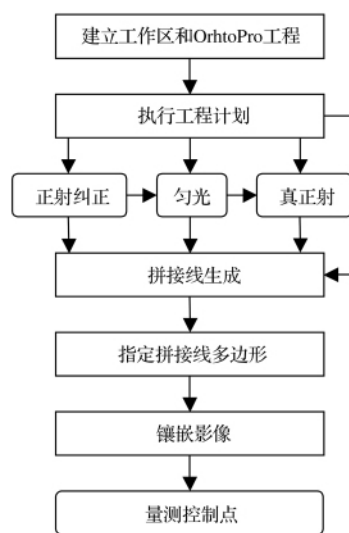 建立工作区和OrhtoPro工程
执行工程计划
正射纠正
匀光
真正射
拼接线生成
指定拼接线多边形
镶嵌影像
量测控制点